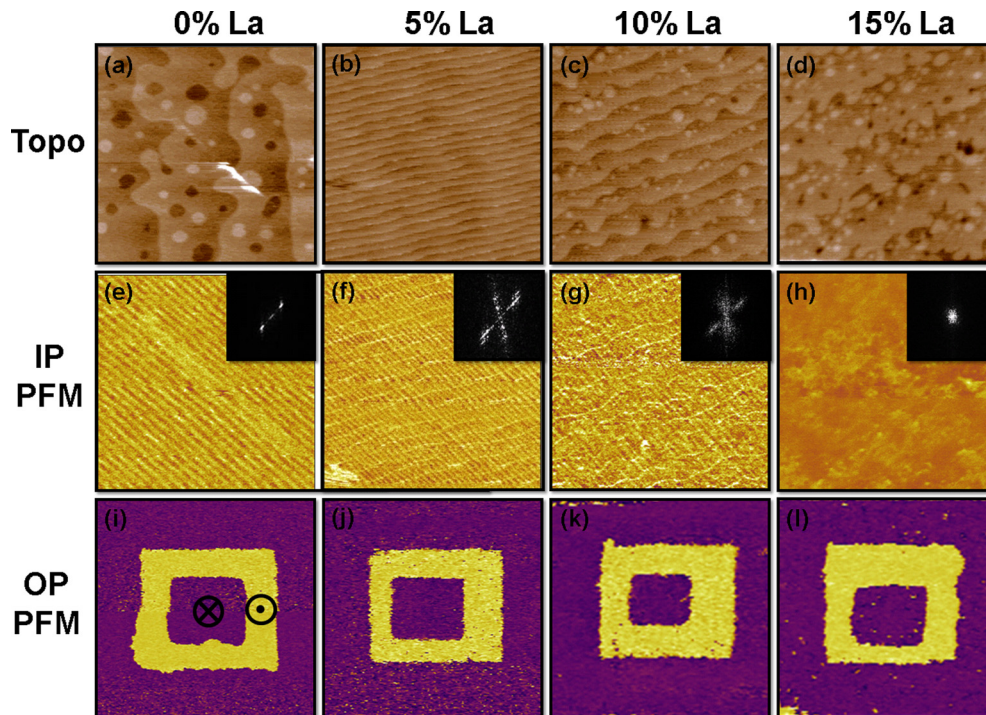 0% La 5% La 10% La 15% La
Topo (a) (b) (c) (d)
IP PFM (e) (f) (g) (h)
OP PFM (i) (j) (k) (l)